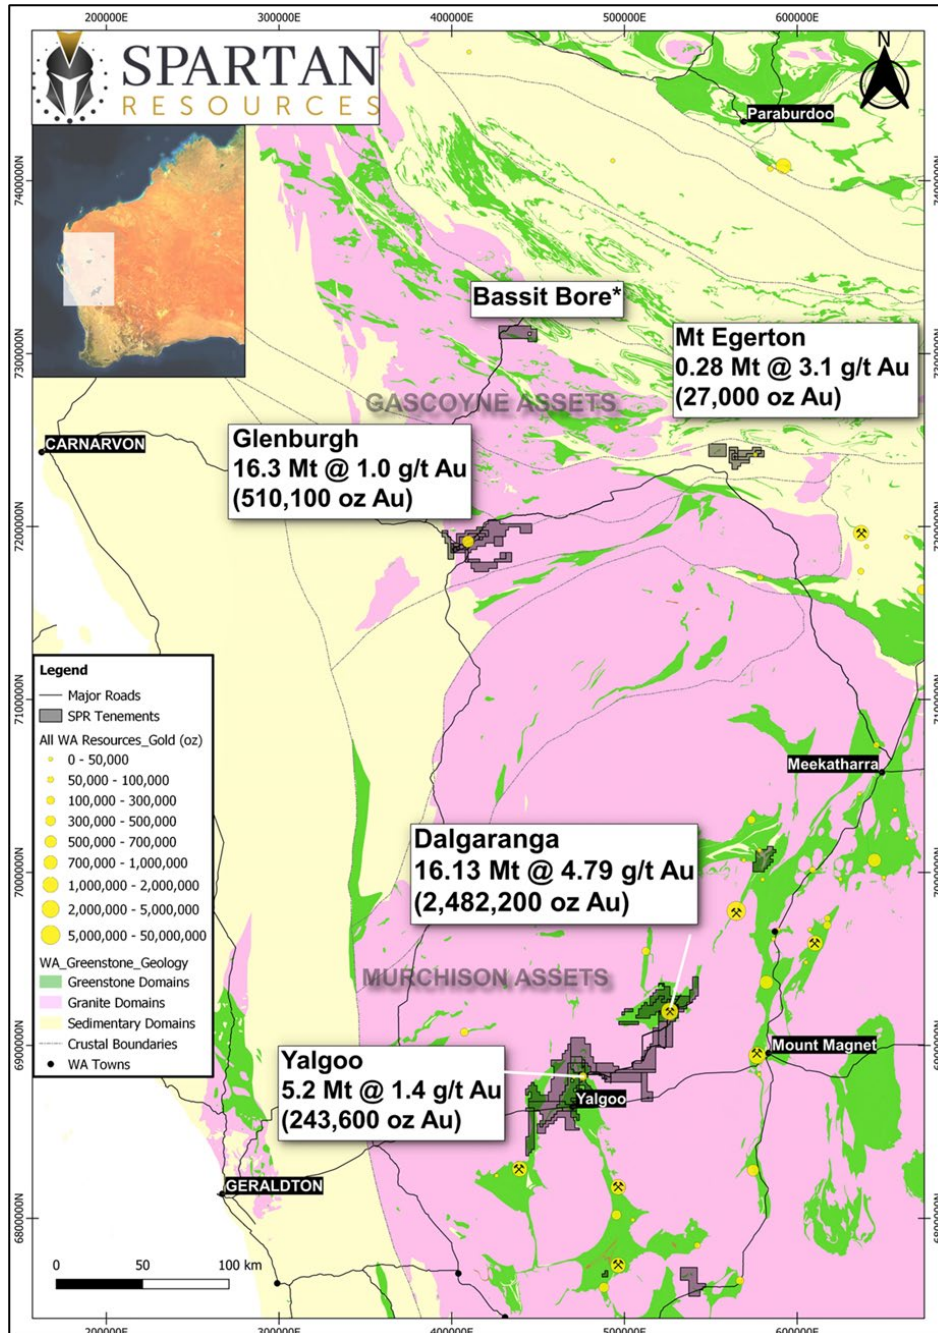 200000E 300000E 400000E 500000E 600000E
SPARTAN
RESOURCES
N
Paraburdoo
7400000N 7400000N
Bassit Bore*
Mt Egerton
0.28 Mt @ 3.1 g/t Au
(27,000 oz Au)
7300000N 7300000N
GASCOYNE ASSETS
CARNARVON
Glenburgh
16.3 Mt @ 1.0 g/t Au
(510,100 oz Au)
7200000N 7200000N
Legend
Major Roads
SPR Tenements
All WA Resources_Gold (oz)
0 - 50,000
50,000 - 100,000
100,000 - 300,000
300,000 - 500,000
500,000 - 700,000
700,000 - 1,000,000
1,000,000 - 2,000,000
2,000,000 - 5,000,000
5,000,000 - 50,000,000
WA_Greenstone_Geology
Greenstone Domains
Granite Domains
Sedimentary Domains
Crustal Boundaries
WA Towns
7100000N 7100000N
Meekatharra
Dalgaranga
16.13 Mt @ 4.79 g/t Au
(2,482,200 oz Au)
7000000N 7000000N
MURCHISON ASSETS
6900000N 6900000N
Mount Magnet
Yalgoo
5.2 Mt @ 1.4 g/t Au
(243,600 oz Au)
Yalgoo
GERALDTON
6800000N 6800000N
0 50 100 km
200000E 300000E 400000E 500000E 600000E